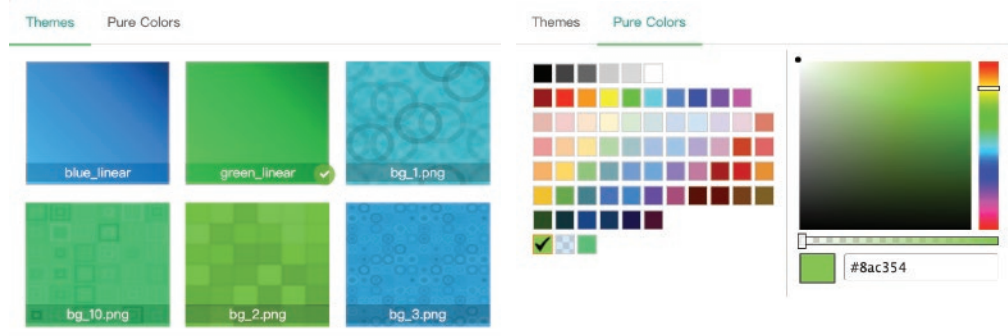 Themes Pure Colors
blue_linear
green_linear
bg_1.png
bg_10.png
bg_2.png
bg_3.png
Themes Pure Colors
#8ac354